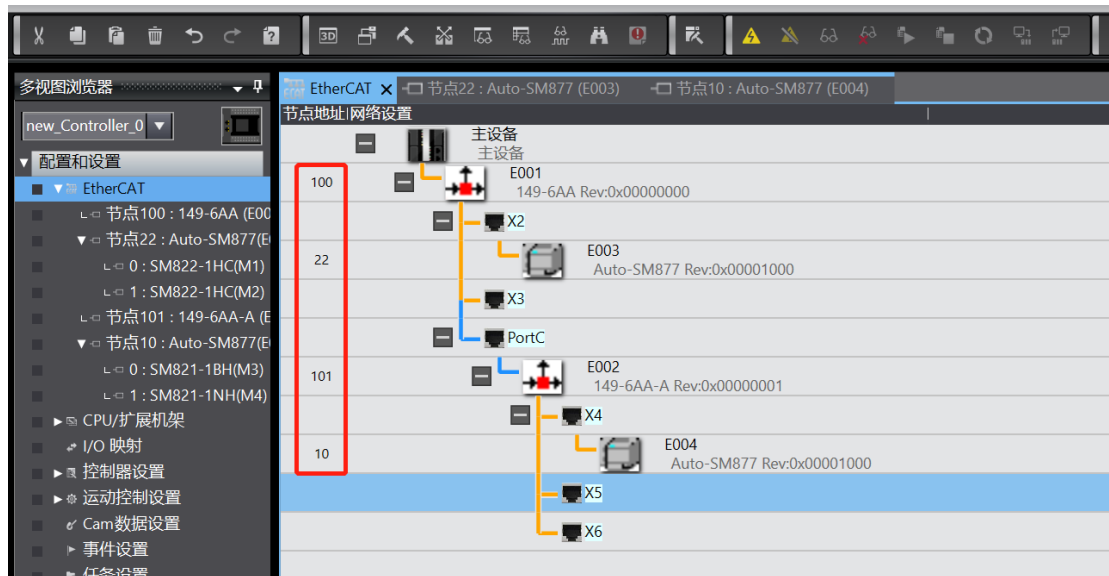 3D
多视图浏览器
EtherCAT
节点22 : Auto-SM877 (E003)
节点10 : Auto-SM877 (E004)
new_Controller_0
节点地址|网络设置
主设备
主设备
配置和设置
EtherCAT
节点100 : 149-6AA (E00
节点22 : Auto-SM877(E
0 : SM822-1HC(M1)
1 : SM822-1HC(M2)
节点101 : 149-6AA-A (E
节点10 : Auto-SM877(E
0 : SM821-1BH(M3)
1 : SM821-1NH(M4)
CPU/扩展机架
I/O 映射
控制器设置
运动控制设置
Cam数据设置
事件设置
任务设置
100
E001
149-6AA Rev:0x00000000
X2
22
E003
Auto-SM877 Rev:0x00001000
X3
PortC
101
E002
149-6AA-A Rev:0x00000001
X4
10
E004
Auto-SM877 Rev:0x00001000
X5
X6